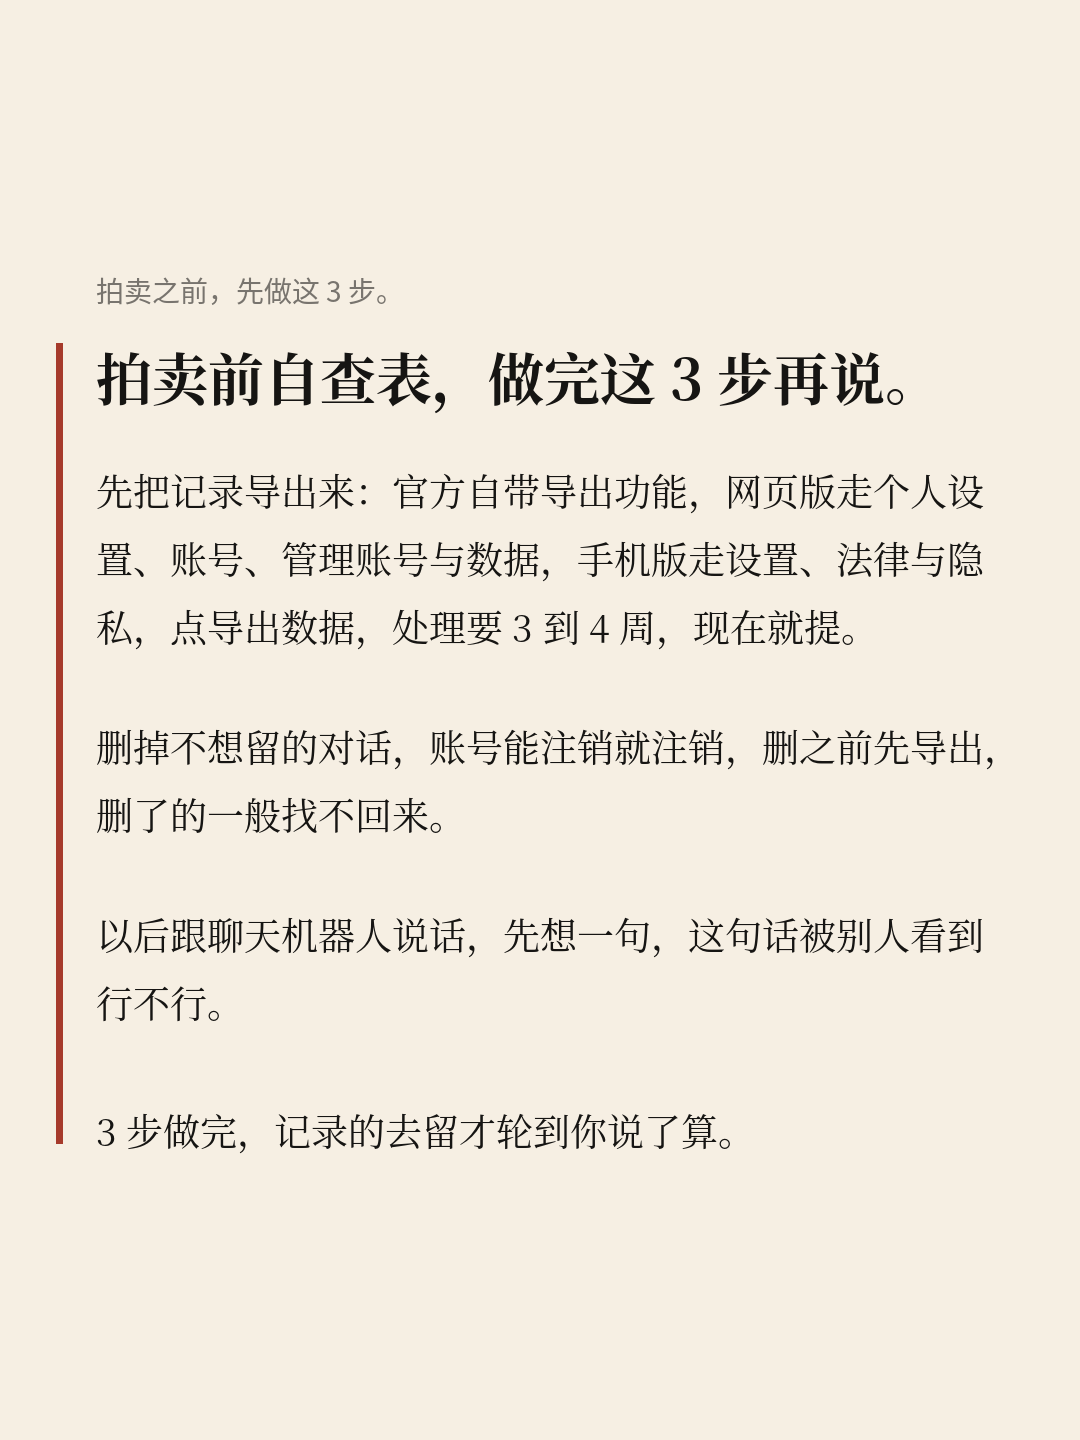 拍卖之前，先做这 3 步。
拍卖前自查表，做完这 3 步再说。
先把记录导出来：官方自带导出功能，网页版走个人设
置、账号、管理账号与数据，手机版走设置、法律与隐
私，点导出数据，处理要 3 到 4 周，现在就提。
删掉不想留的对话，账号能注销就注销，删之前先导出，
删了的一般找不回来。
以后跟聊天机器人说话，先想一句，这句话被别人看到
行不行。
3 步做完，记录的去留才轮到你说了算。